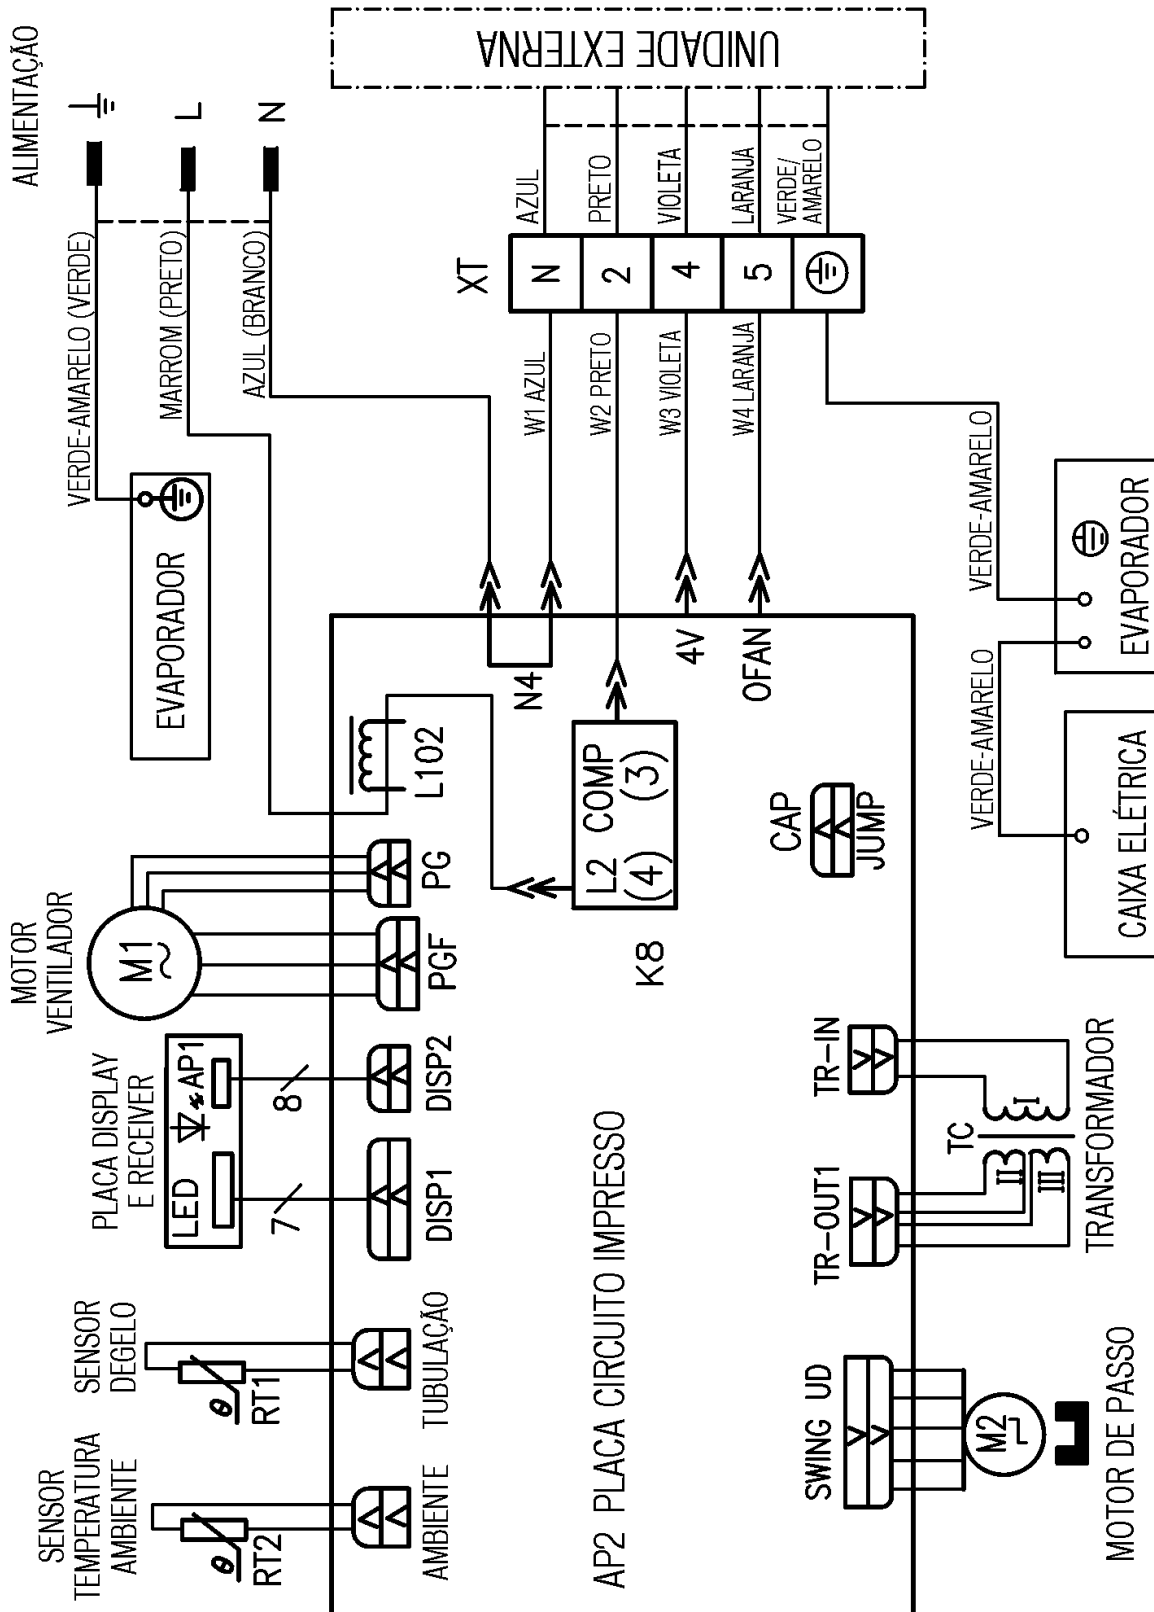 SENSOR
TEMPERATURA
AMBIENTE
SENSOR
DEGELO
PLACA DISPLAY
E RECEIVER
MOTOR
VENTILADOR
ALIMENTAÇÃO
L
N
VERDE-AMARELO (VERDE)
MARROM (PRETO)
AZUL (BRANCO)
θ
RT2
θ
RT1
LED
AP1
M1
EVAPORADOR
7
8
AMBIENTE
TUBULAÇÃO
DISP1
DISP2
PGF
PG
L102
N4
XT
N
2
4
5
AZUL
PRETO
VIOLETA
LARANJA
VERDE/
AMARELO
UNIDADE EXTERNA
W1 AZUL
W2 PRETO
W3 VIOLETA
W4 LARANJA
AP2 PLACA CIRCUITO IMPRESSO
K8
L2 COMP
(4) (3)
4V
OFAN
CAP
JUMP
SWING UD
TR-OUT1
TR-IN
M2
TC
I
II
III
MOTOR DE PASSO
TRANSFORMADOR
VERDE-AMARELO
VERDE-AMARELO
CAIXA ELÉTRICA
EVAPORADOR